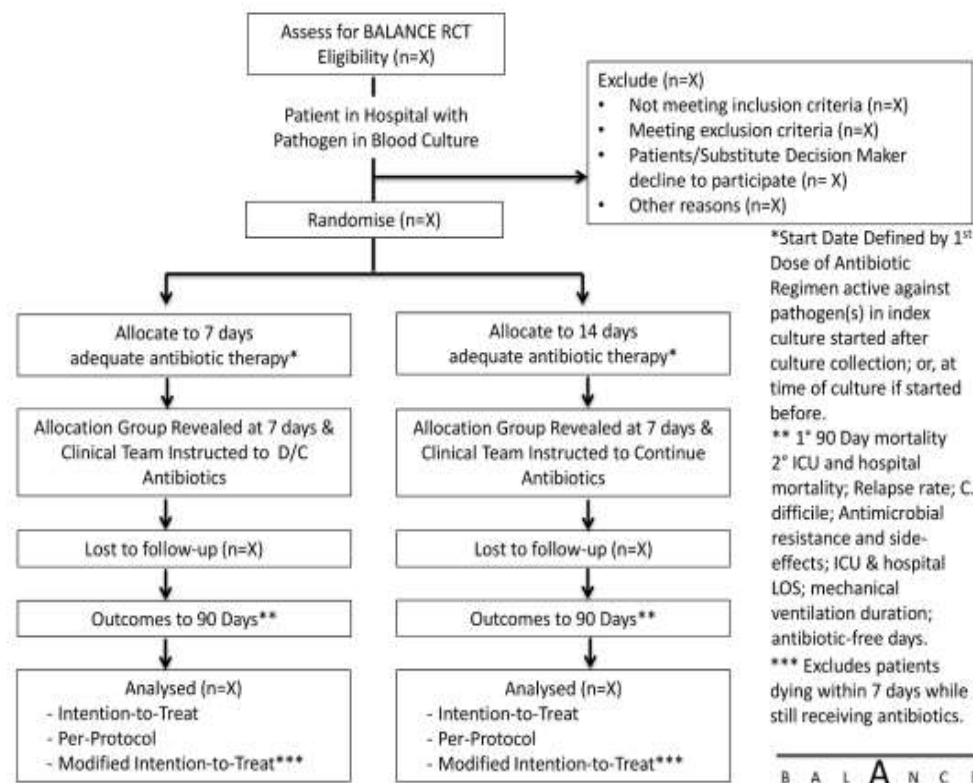 Assess for BALANCE RCT
Eligibility (n=X)
Patient in Hospital with
Pathogen in Blood Culture
Exclude (n=X)
• Not meeting inclusion criteria (n=X)
• Meeting exclusion criteria (n=X)
• Patients/Substitute Decision Maker
decline to participate (n= X)
• Other reasons (n=X)
Randomise (n=X)
Allocate to 7 days
adequate antibiotic therapy*
Allocation Group Revealed at 7 days &
Clinical Team Instructed to D/C
Antibiotics
Lost to follow-up (n=X)
Outcomes to 90 Days**
Analysed (n=X)
- Intention-to-Treat
- Per-Protocol
- Modified Intention-to-Treat***
Allocate to 14 days
adequate antibiotic therapy*
Allocation Group Revealed at 7 days &
Clinical Team Instructed to Continue
Antibiotics
Lost to follow-up (n=X)
Outcomes to 90 Days**
Analysed (n=X)
- Intention-to-Treat
- Per-Protocol
- Modified Intention-to-Treat***
*Start Date Defined by 1st
Dose of Antibiotic
Regimen active against
pathogen(s) in index
culture started after
culture collection; or, at
time of culture if started
before.
** 1° 90 Day mortality
2° ICU and hospital
mortality; Relapse rate; C.
difficile; Antimicrobial
resistance and side-
effects; ICU & hospital
LOS; mechanical
ventilation duration;
antibiotic-free days.
*** Excludes patients
dying within 7 days while
still receiving antibiotics.
B A L A N C